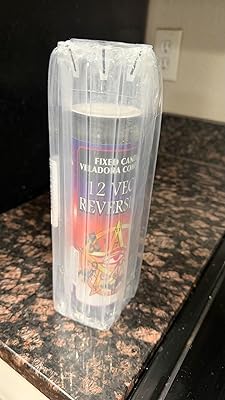 FIXED CAN
VELADORA CO
12 VEC
REVERS